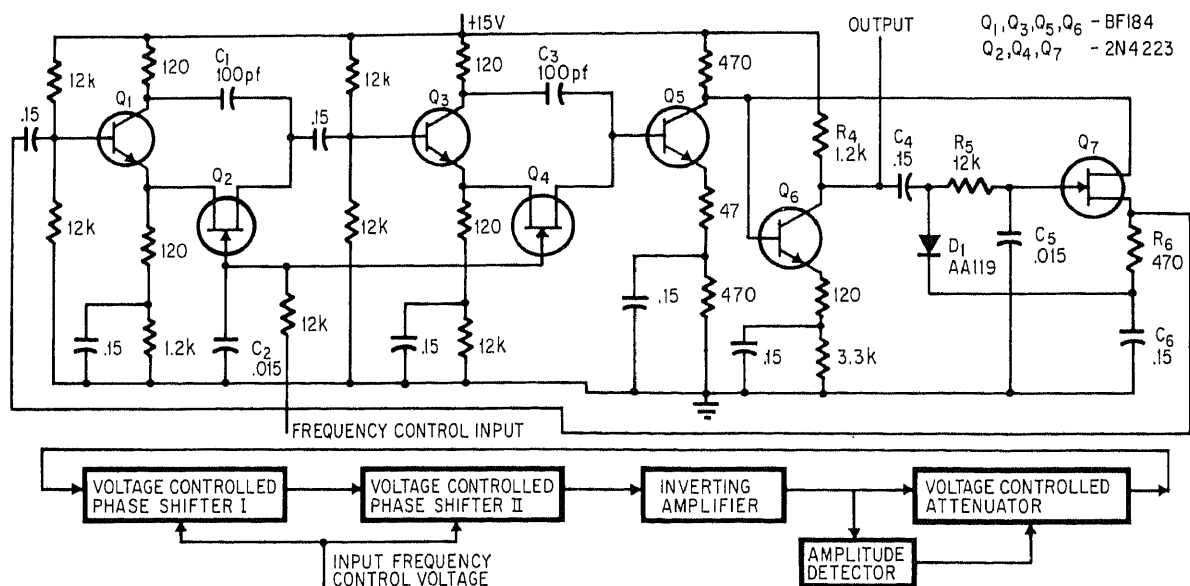 +15V
OUTPUT
Q1, Q3, Q5, Q6 - BF184
Q2, Q4, Q7 - 2N4223
12k
120
C1
100pf
12k
120
C3
100pf
470
Q1
Q3
Q5
.15
.15
R4
1.2k
C4
.15
R5
12k
Q7
Q2
Q4
Q6
12k
120
12k
120
47
D1
AA119
C5
.015
R6
470
.15
1.2k
C2
.015
12k
.15
12k
.15
470
.15
120
3.3k
C6
.15
FREQUENCY CONTROL INPUT
VOLTAGE CONTROLLED
PHASE SHIFTER I
VOLTAGE CONTROLLED
PHASE SHIFTER II
INVERTING
AMPLIFIER
VOLTAGE CONTROLLED
ATTENUATOR
INPUT FREQUENCY
CONTROL VOLTAGE
AMPLITUDE
DETECTOR